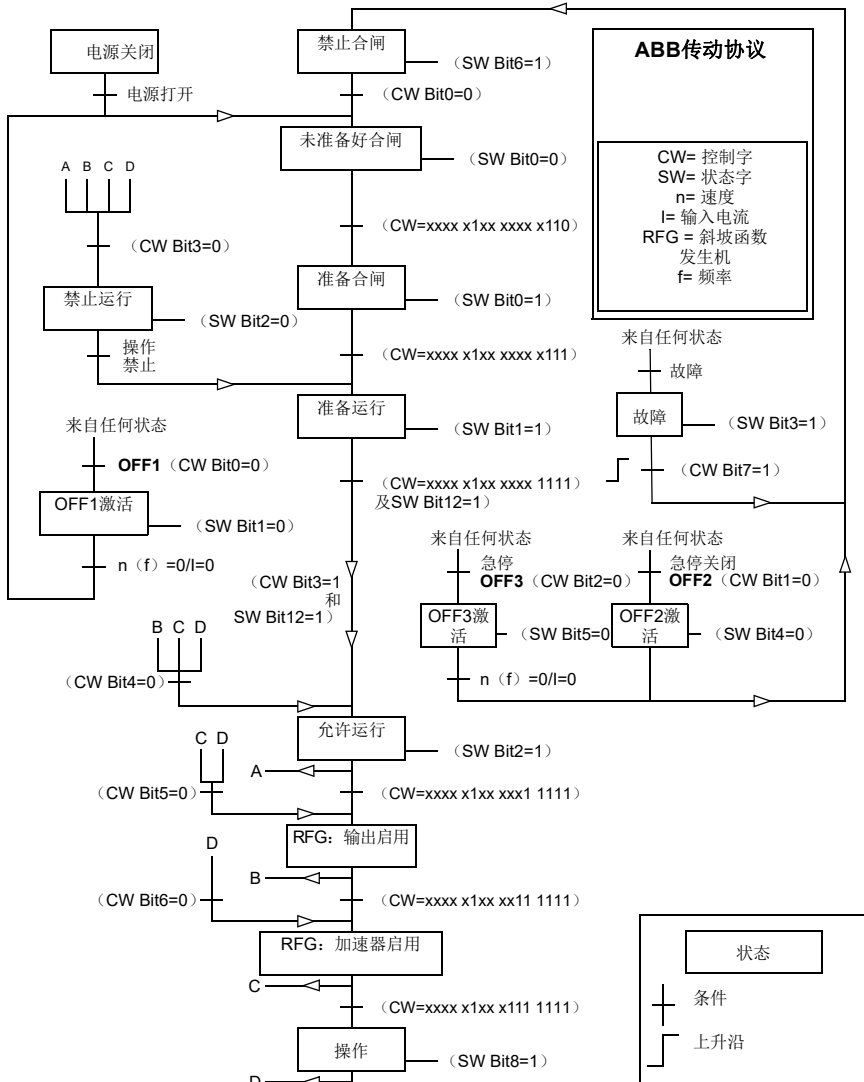 禁止合闸
(SW Bit6=1)
(CW Bit0=0)
电源关闭
电源打开
未准备好合闸
(SW Bit0=0)
(CW=xxxx x1xx xxxx x110)
A B C D
(CW Bit3=0)
禁止运行
(SW Bit2=0)
操作
禁止
准备合闸
(SW Bit0=1)
(CW=xxxx x1xx xxxx x111)
准备运行
(SW Bit1=1)
(CW=xxxx x1xx xxxx 1111)
及SW Bit12=1)
ABB传动协议
CW= 控制字
SW= 状态字
n= 速度
I= 输入电流
RFG = 斜坡函数
发生机
f= 频率
来自任何状态
故障
故障
(SW Bit3=1)
(CW Bit7=1)
来自任何状态
OFF1(CW Bit0=0)
OFF1激活
(SW Bit1=0)
n(f)=0/I=0
(CW Bit3=1
和
SW Bit12=1)
来自任何状态
急停
OFF3(CW Bit2=0)
OFF3激
活
(SW Bit5=0
n(f)=0/I=0
来自任何状态
急停关闭
OFF2(CW Bit1=0)
OFF2激
活
(SW Bit4=0)
B C D
(CW Bit4=0)
允许运行
(SW Bit2=1)
A
(CW=xxxx x1xx xxx1 1111)
C D
(CW Bit5=0)
RFG:输出启用
B
(CW=xxxx x1xx xx11 1111)
D
(CW Bit6=0)
RFG:加速器启用
C
(CW=xxxx x1xx x111 1111)
操作
(SW Bit8=1)
D
状态
条件
上升沿